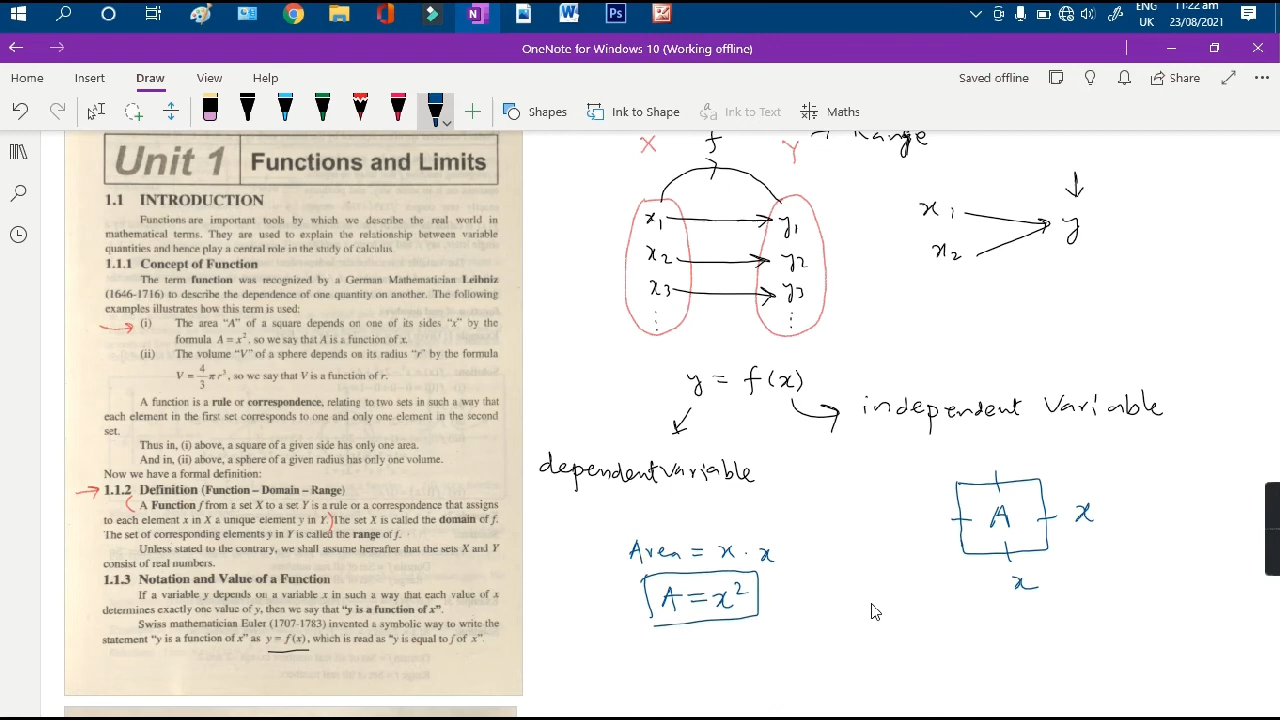 11:22 am
ENG
UK
23/08/2021
OneNote for Windows 10 (Working offline)
Home Insert Draw View Help
Saved offline Share
Shapes Ink to Shape Ink to Text Maths
Unit 1 Functions and Limits
1.1 INTRODUCTION
Functions are important tools by which we describe the real world in
mathematical terms. They are used to explain the relationship between variable
quantities and hence play a central role in the study of calculus.
1.1.1 Concept of Function
The term function was recognized by a German Mathematician Leibniz
(1646-1716) to describe the dependence of one quantity on another. The following
examples illustrates how this term is used:
(i) The area "A" of a square depends on one of its sides "x" by the
formula A = x², so we say that A is a function of x.
(ii) The volume "V" of a sphere depends on its radius "r" by the formula
V = 4/3 π r³, so we say that V is a function of r.
A function is a rule or correspondence, relating to two sets in such a way that
each element in the first set corresponds to one and only one element in the second
set.
Thus in, (i) above, a square of a given side has only one area.
And in, (ii) above, a sphere of a given radius has only one volume.
Now we have a formal definition:
1.1.2 Definition (Function – Domain – Range)
A Function f from a set X to a set Y is a rule or a correspondence that assigns
to each element x in X a unique element y in Y. The set X is called the domain of f.
The set of corresponding elements y in Y is called the range of f.
Unless stated to the contrary, we shall assume hereafter that the sets X and Y
consist of real numbers.
1.1.3 Notation and Value of a Function
If a variable y depends on a variable x in such a way that each value of x
determines exactly one value of y, then we say that "y is a function of x".
Swiss mathematician Euler (1707-1783) invented a symbolic way to write the
statement "y is a function of x" as y = f(x), which is read as "y is equal to f of x".
X f Y → Range
x₁ y₁
x₂ y₂
x₃ y₃
⋮ ⋮
x₁
x₂ y
y = f(x)
independent variable
dependent variable
A x
x
Area = x . x
A = x²